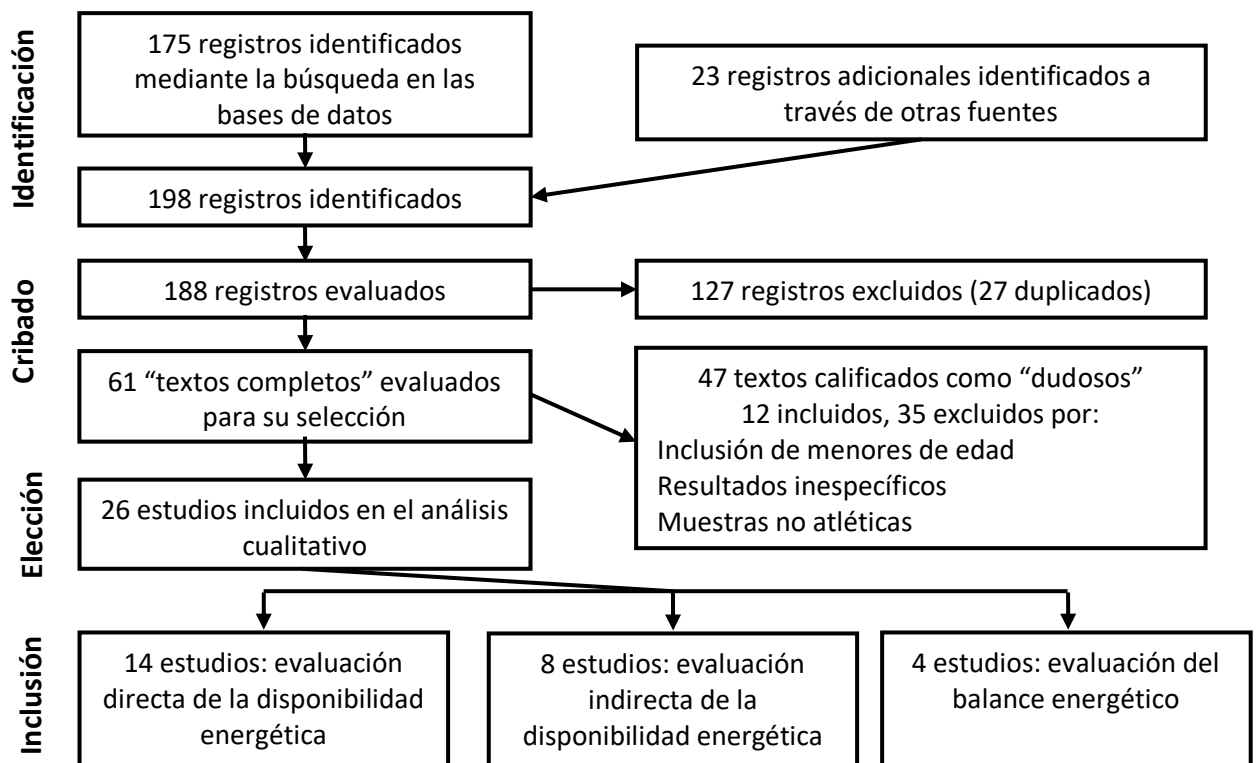 Identificación
175 registros identificados
mediante la búsqueda en las
bases de datos
23 registros adicionales identificados a
través de otras fuentes
198 registros identificados
Cribado
188 registros evaluados
127 registros excluidos (27 duplicados)
61 “textos completos” evaluados
para su selección
47 textos calificados como “dudosos”
12 incluidos, 35 excluidos por:
Inclusión de menores de edad
Resultados inespecíficos
Muestras no atléticas
Elección
26 estudios incluidos en el análisis
cualitativo
Inclusión
14 estudios: evaluación
directa de la disponibilidad
energética
8 estudios: evaluación
indirecta de la
disponibilidad energética
4 estudios: evaluación del
balance energético